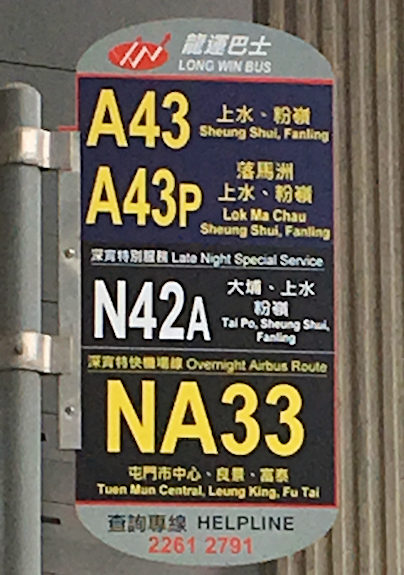 龍運巴士
LONG WIN BUS
A43
上水、粉嶺
Sheung Shui, Fanling
A43P
落馬洲
上水、粉嶺
Lok Ma Chau
Sheung Shui, Fanling
深宵特別服務 Late Night Special Service
N42A
大埔、上水
粉嶺
Tai Po, Sheung Shui,
Fanling
深宵特快機場線 Overnight Airbus Route
NA33
屯門市中心、良景、富泰
Tuen Mun Central, Leung King, Fu Tai
查詢專線 HELPLINE
2261 2791